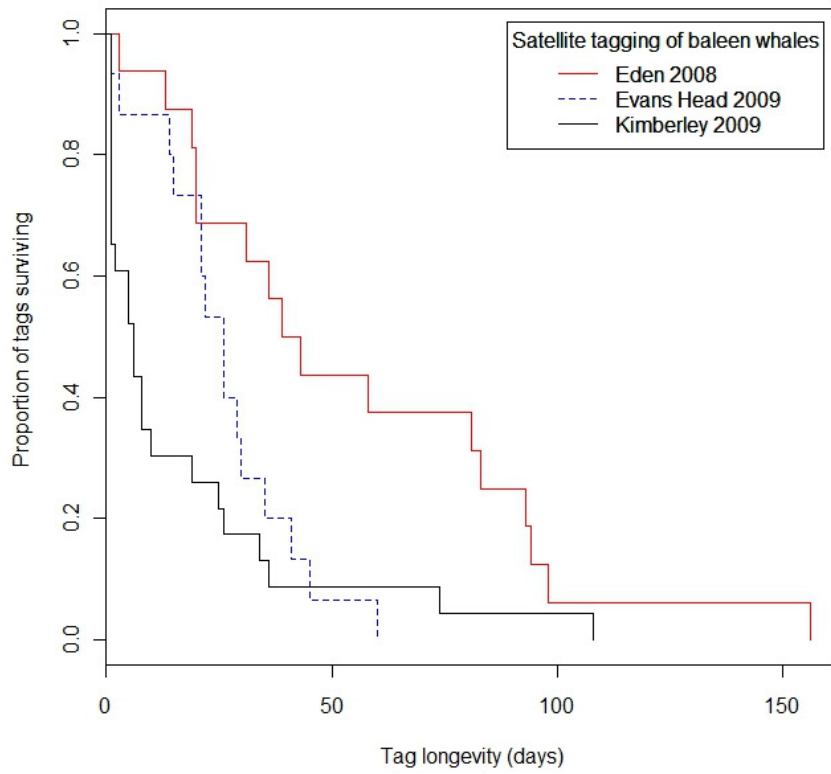 Satellite tagging of baleen whales
Eden 2008
Evans Head 2009
Kimberley 2009
Proportion of tags surviving
1.0
0.8
0.6
0.4
0.2
0.0
0 50 100 150
Tag longevity (days)